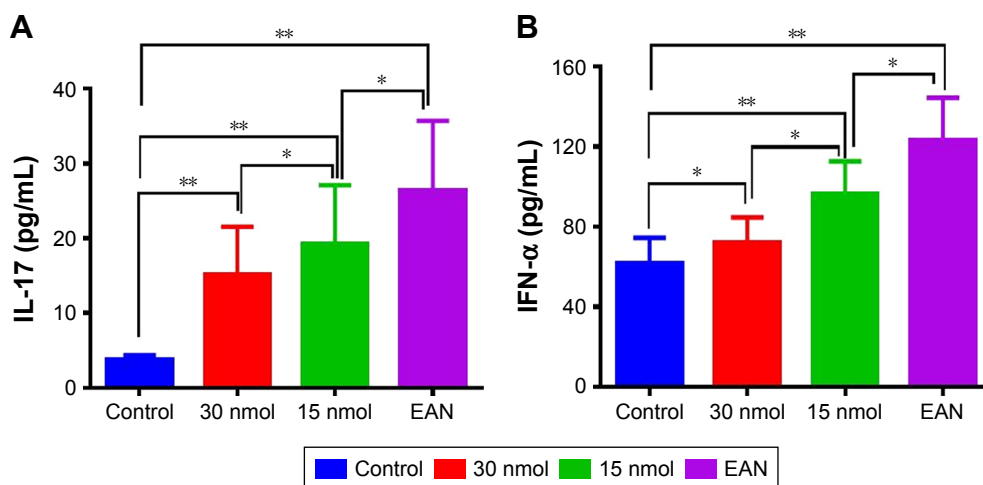 A
IL-17 (pg/mL)
40
30
20
10
0
**
**
*
**
*
Control 30 nmol 15 nmol EAN
B
IFN-α (pg/mL)
160
120
80
40
0
**
*
**
*
*
Control 30 nmol 15 nmol EAN
Control 30 nmol 15 nmol EAN